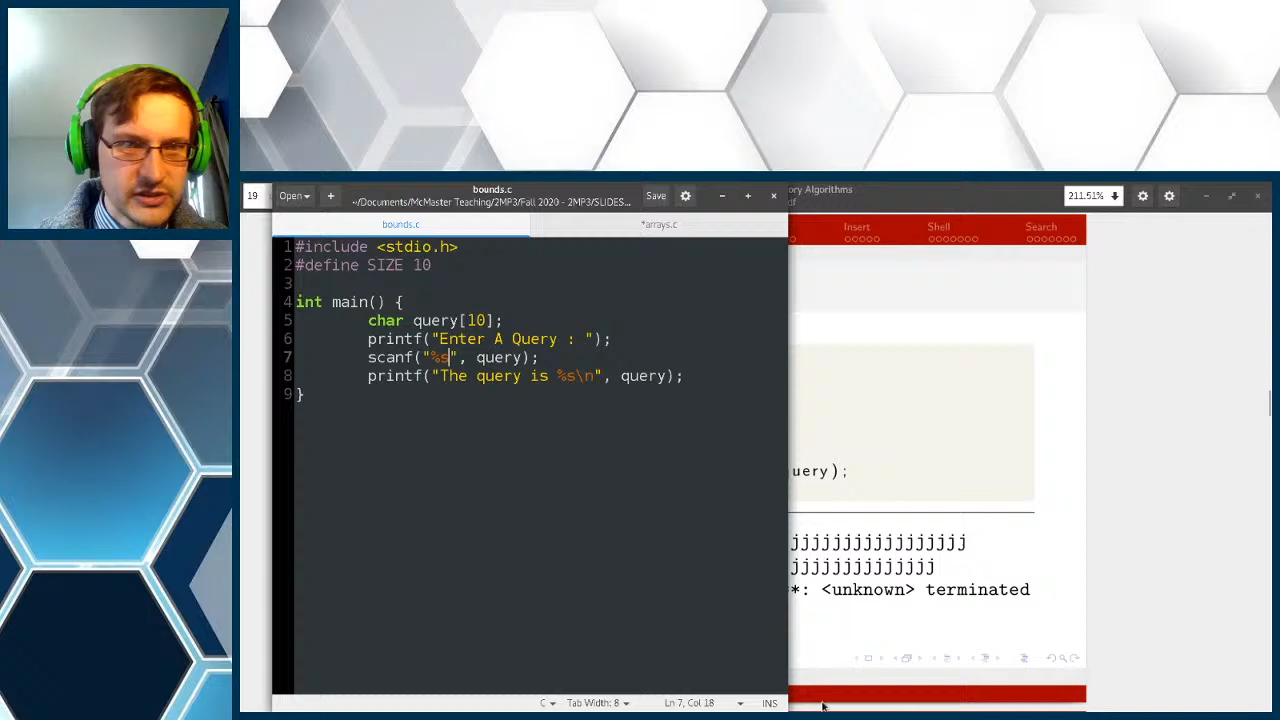 19
Open
+
bounds.c
~/Documents/McMaster Teaching/2MP3/Fall 2020 - 2MP3/SLIDES...
Save
ory Algorithms
df
211.51%
bounds.c
*arrays.c
Insert
Shell
Search
1 #include <stdio.h>
2 #define SIZE 10
3
4 int main() {
5 char query[10];
6 printf("Enter A Query : ");
7 scanf("%s", query);
8 printf("The query is %s\n", query);
9 }
uery);
jjjjjjjjjjjjjjjjj
jjjjjjjjjjjjjj
*: <unknown> terminated
C
Tab Width: 8
Ln 7, Col 18
INS